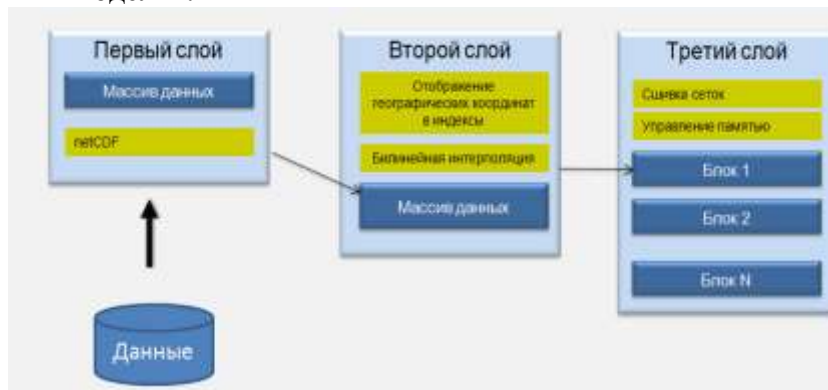 Первый слой
Массив данных
netCDF
Данные
Второй слой
Отображение
географических координат
в индексы
Билинейная интерполяция
Массив данных
Третий слой
Сшивка сеток
Управление памятью
Блок 1
Блок 2
Блок N